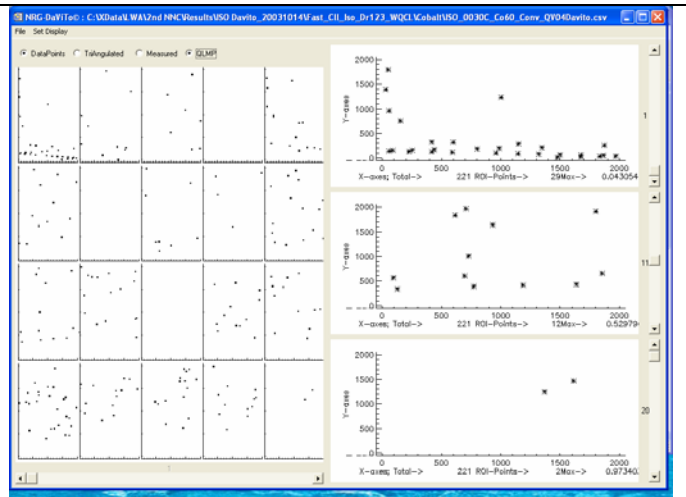 NRG-DaViTo© : C:\XData\LWA\2nd NNC\Results\ISO Davito_20031014\Fast_CII_Iso_Dr123_WQCL\Cobalt\ISO_0030C_Co60_Conv_QV04Davito.csv
File Set Display
DataPoints TriAngulated Measured QLMP
2000
1500
1000
500
0
Y-axes
0 500 1000 1500 2000
X-axes; Total-> 221 ROI-Points-> 29Max-> 0.043054
1
2000
1500
1000
500
0
Y-axes
0 500 1000 1500 2000
X-axes; Total-> 221 ROI-Points-> 12Max-> 0.52979
11
2000
1500
1000
500
0
Y-axes
0 500 1000 1500 2000
X-axes; Total-> 221 ROI-Points-> 2Max-> 0.97340
20